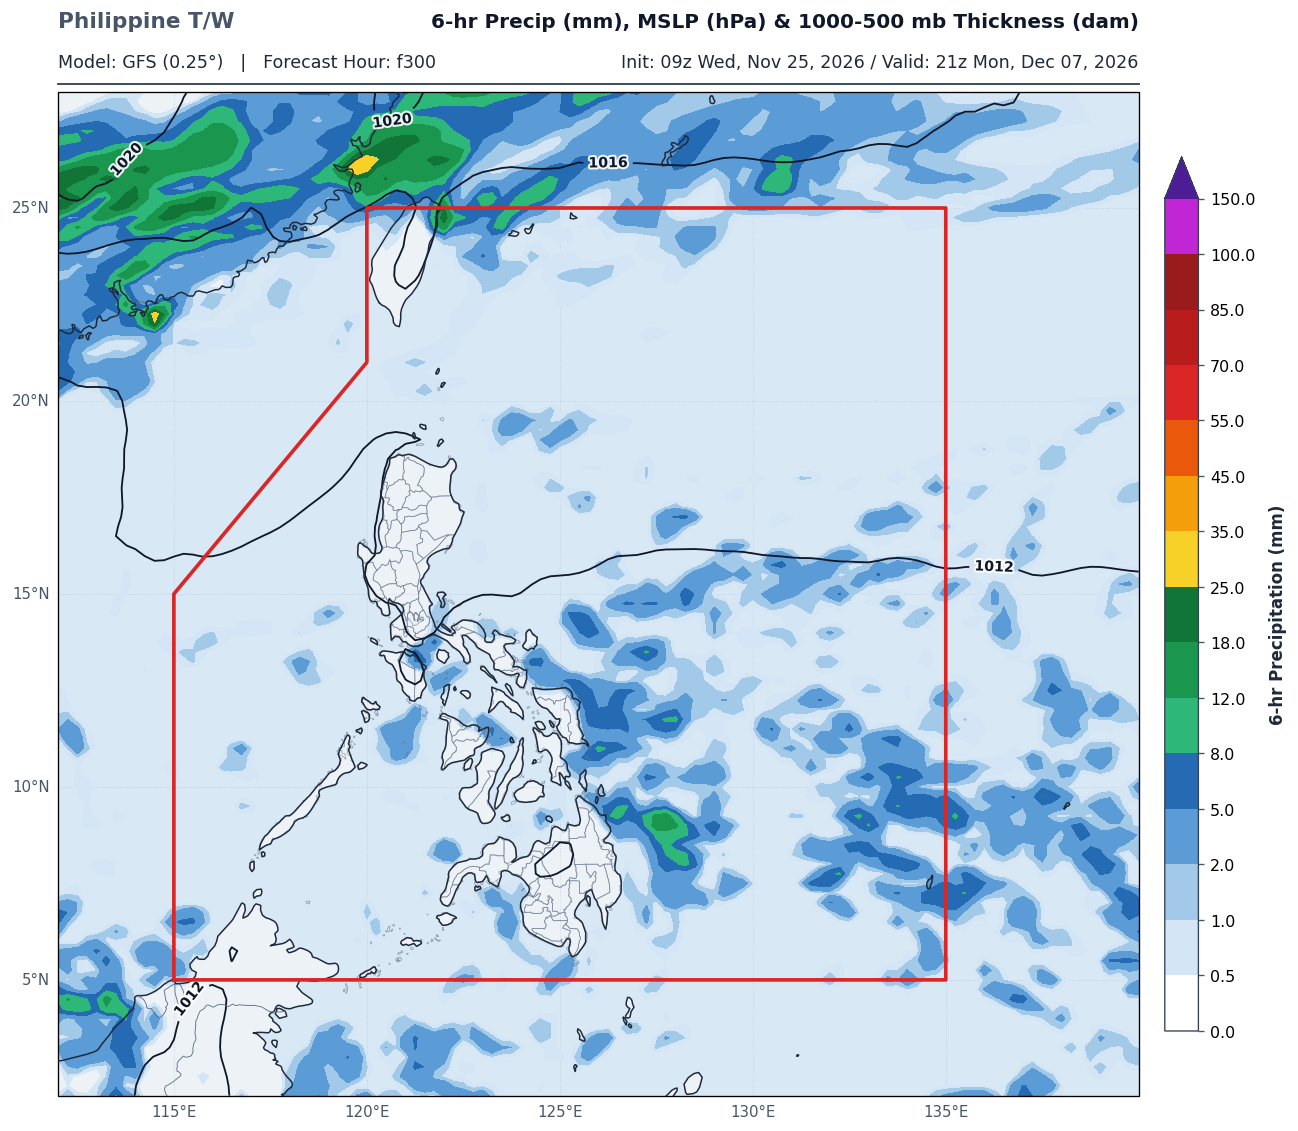 Philippine T/W
6-hr Precip (mm), MSLP (hPa) & 1000-500 mb Thickness (dam)
Model: GFS (0.25°) | Forecast Hour: f300
Init: 09z Wed, Nov 25, 2026 / Valid: 21z Mon, Dec 07, 2026
1020
1020
1016
1012
1012
25°N
20°N
15°N
10°N
5°N
115°E
120°E
125°E
130°E
135°E
150.0
100.0
85.0
70.0
55.0
45.0
35.0
25.0
18.0
12.0
8.0
5.0
2.0
1.0
0.5
0.0
6-hr Precipitation (mm)